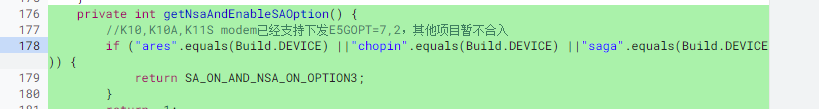 176 private int getNsaAndEnableSAOption() {
177 //K10,K10A,K11S modem已经支持下发E5GOPT=7,2，其他项目暂不合入
178 if ("ares".equals(Build.DEVICE) ||"chopin".equals(Build.DEVICE) ||"saga".equals(Build.DEVICE
)) {
179 return SA_ON_AND_NSA_ON_OPTION3;
180 }